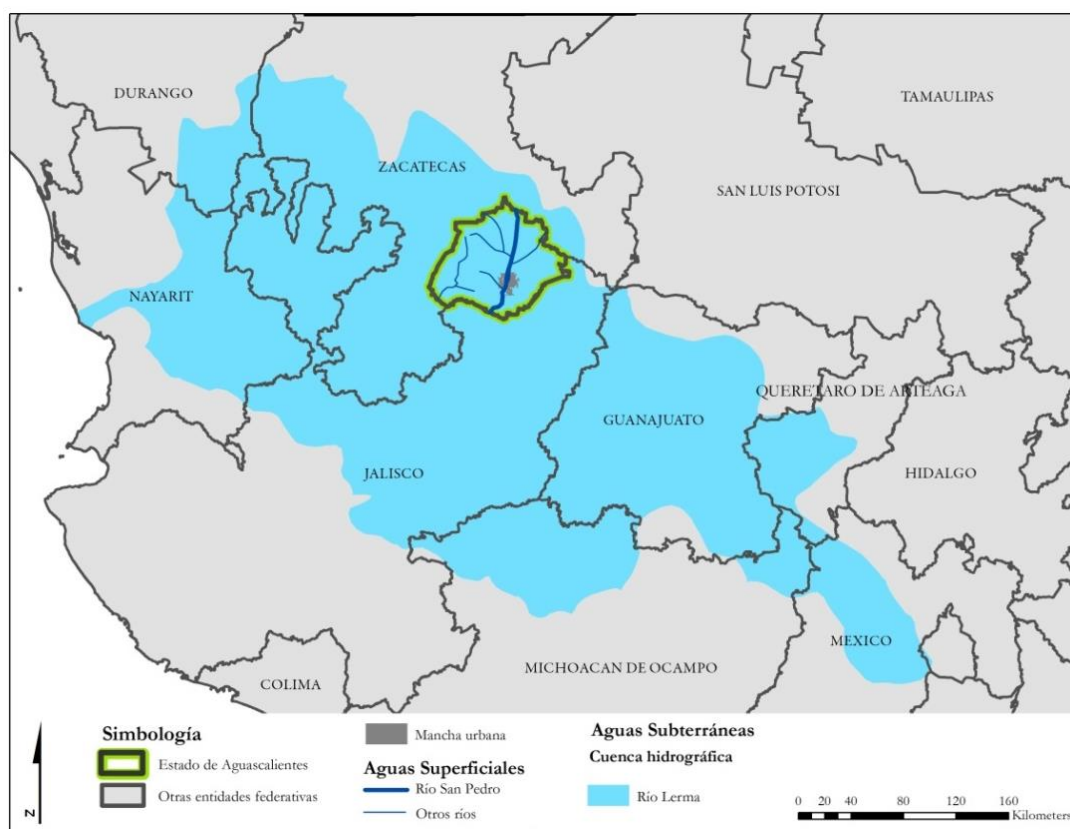 DURANGO
TAMAULIPAS
ZACATECAS
SAN LUIS POTOSI
NAYARIT
QUERETARO DE ARTEAGA
GUANAJUATO
JALISCO
HIDALGO
MEXICO
MICHOACAN DE OCAMPO
COLIMA
Simbología
Estado de Aguascalientes
Otras entidades federativas
Mancha urbana
Aguas Superficiales
Río San Pedro
Otros ríos
Aguas Subterráneas
Cuenca hidrográfica
Río Lerma
0 20 40 80 120 160
Kilometers
N